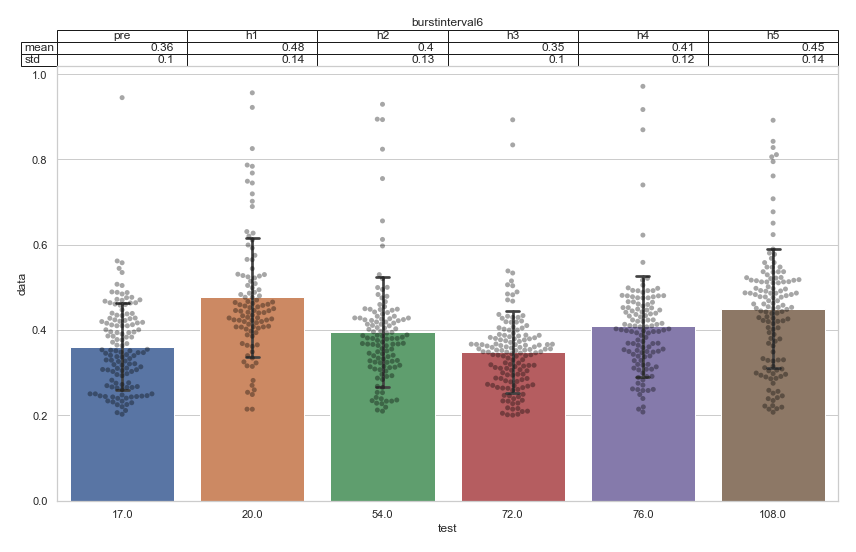 burstinterval6
pre h1 h2 h3 h4 h5
mean 0.36 0.48 0.4 0.35 0.41 0.45
std 0.1 0.14 0.13 0.1 0.12 0.14
1.0
0.8
0.6
0.4
0.2
0.0
data
17.0 20.0 54.0 72.0 76.0 108.0
test